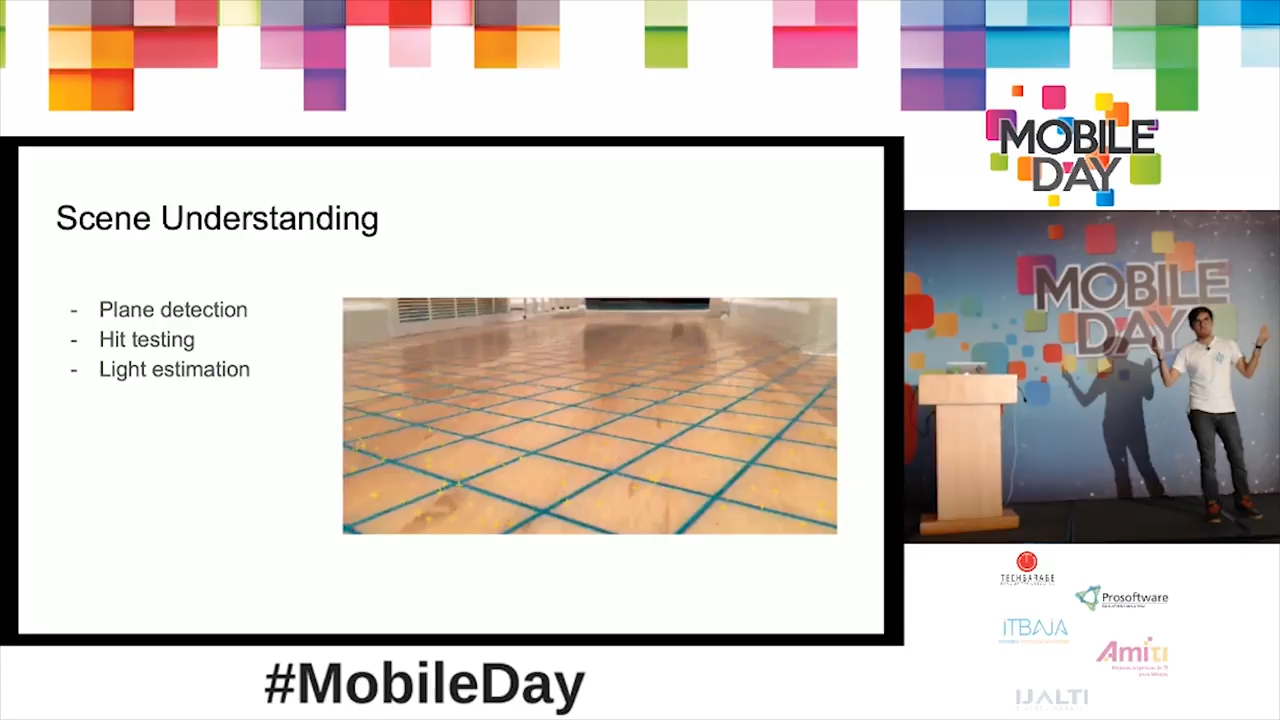 MOBILE
DAY
Scene Understanding
- Plane detection
- Hit testing
- Light estimation
MOBILE
DAY
TECHGARAGE
Prosoftware
ITBAJA
Amiti
IJALTI
#MobileDay